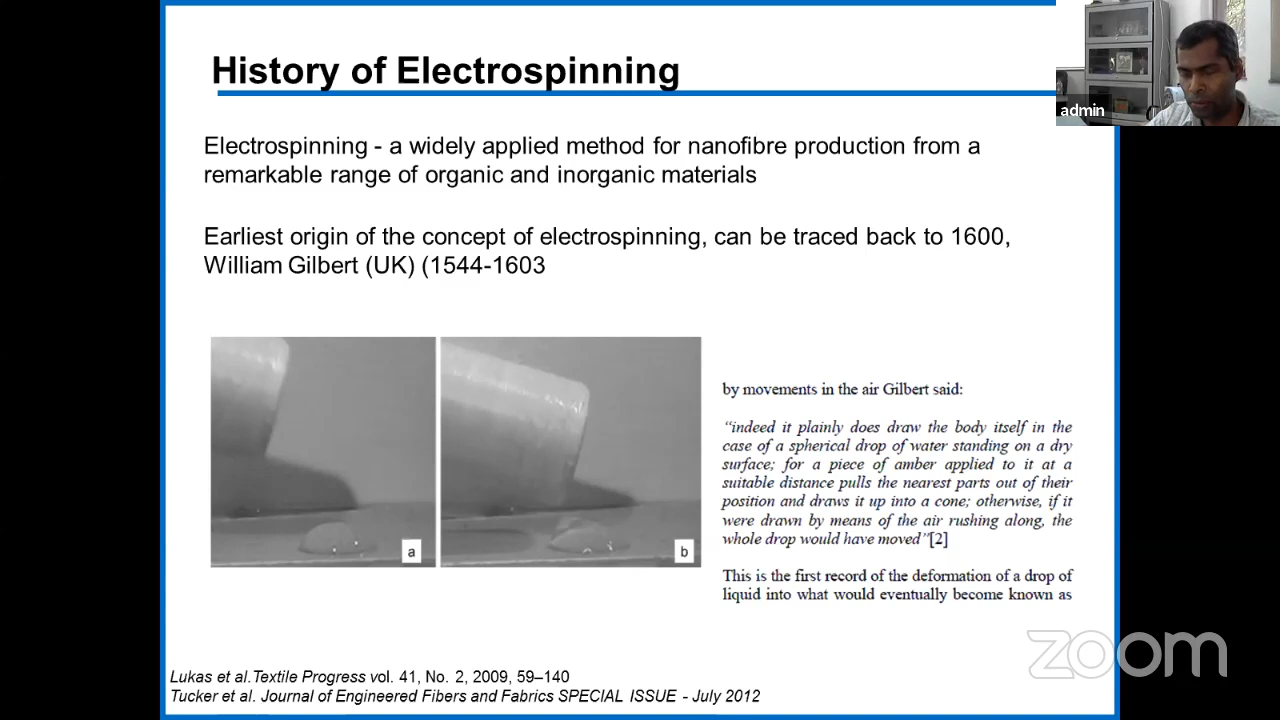 History of Electrospinning
admin
Electrospinning - a widely applied method for nanofibre production from a
remarkable range of organic and inorganic materials
Earliest origin of the concept of electrospinning, can be traced back to 1600,
William Gilbert (UK) (1544-1603
a
b
by movements in the air Gilbert said:
“indeed it plainly does draw the body itself in the
case of a spherical drop of water standing on a dry
surface; for a piece of amber applied to it at a
suitable distance pulls the nearest parts out of their
position and draws it up into a cone; otherwise, if it
were drawn by means of the air rushing along, the
whole drop would have moved”[2]
This is the first record of the deformation of a drop of
liquid into what would eventually become known as
zoom
Lukas et al.Textile Progress vol. 41, No. 2, 2009, 59–140
Tucker et al. Journal of Engineered Fibers and Fabrics SPECIAL ISSUE - July 2012